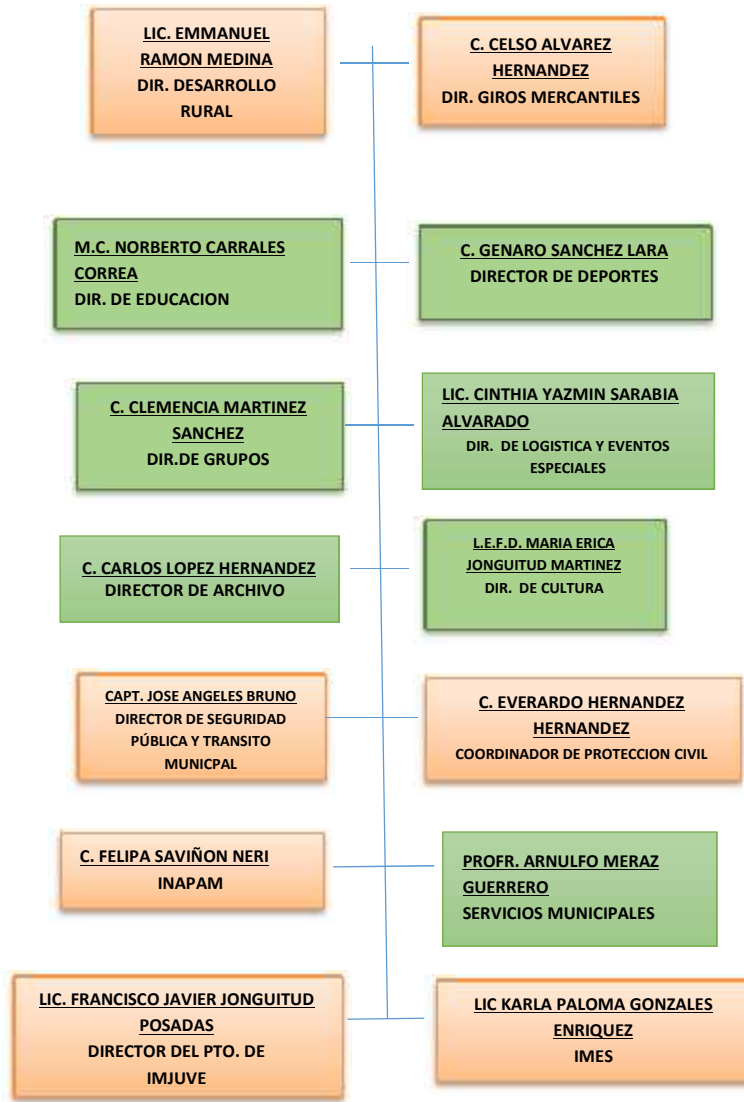 LIC. EMMANUEL
RAMON MEDINA
DIR. DESARROLLO
RURAL
C. CELSO ALVAREZ
HERNANDEZ
DIR. GIROS MERCANTILES
M.C. NORBERTO CARRALES
CORREA
DIR. DE EDUCACION
C. GENARO SANCHEZ LARA
DIRECTOR DE DEPORTES
C. CLEMENCIA MARTINEZ
SANCHEZ
DIR.DE GRUPOS
LIC. CINTHIA YAZMIN SARABIA
ALVARADO
DIR. DE LOGISTICA Y EVENTOS
ESPECIALES
C. CARLOS LOPEZ HERNANDEZ
DIRECTOR DE ARCHIVO
L.E.F.D. MARIA ERICA
JONGUITUD MARTINEZ
DIR. DE CULTURA
CAPT. JOSE ANGELES BRUNO
DIRECTOR DE SEGURIDAD
PÚBLICA Y TRANSITO
MUNICPAL
C. EVERARDO HERNANDEZ
HERNANDEZ
COORDINADOR DE PROTECCION CIVIL
C. FELIPA SAVIÑON NERI
INAPAM
PROFR. ARNULFO MERAZ
GUERRERO
SERVICIOS MUNICIPALES
LIC. FRANCISCO JAVIER JONGUITUD
POSADAS
DIRECTOR DEL PTO. DE
IMJUVE
LIC KARLA PALOMA GONZALES
ENRIQUEZ
IMES